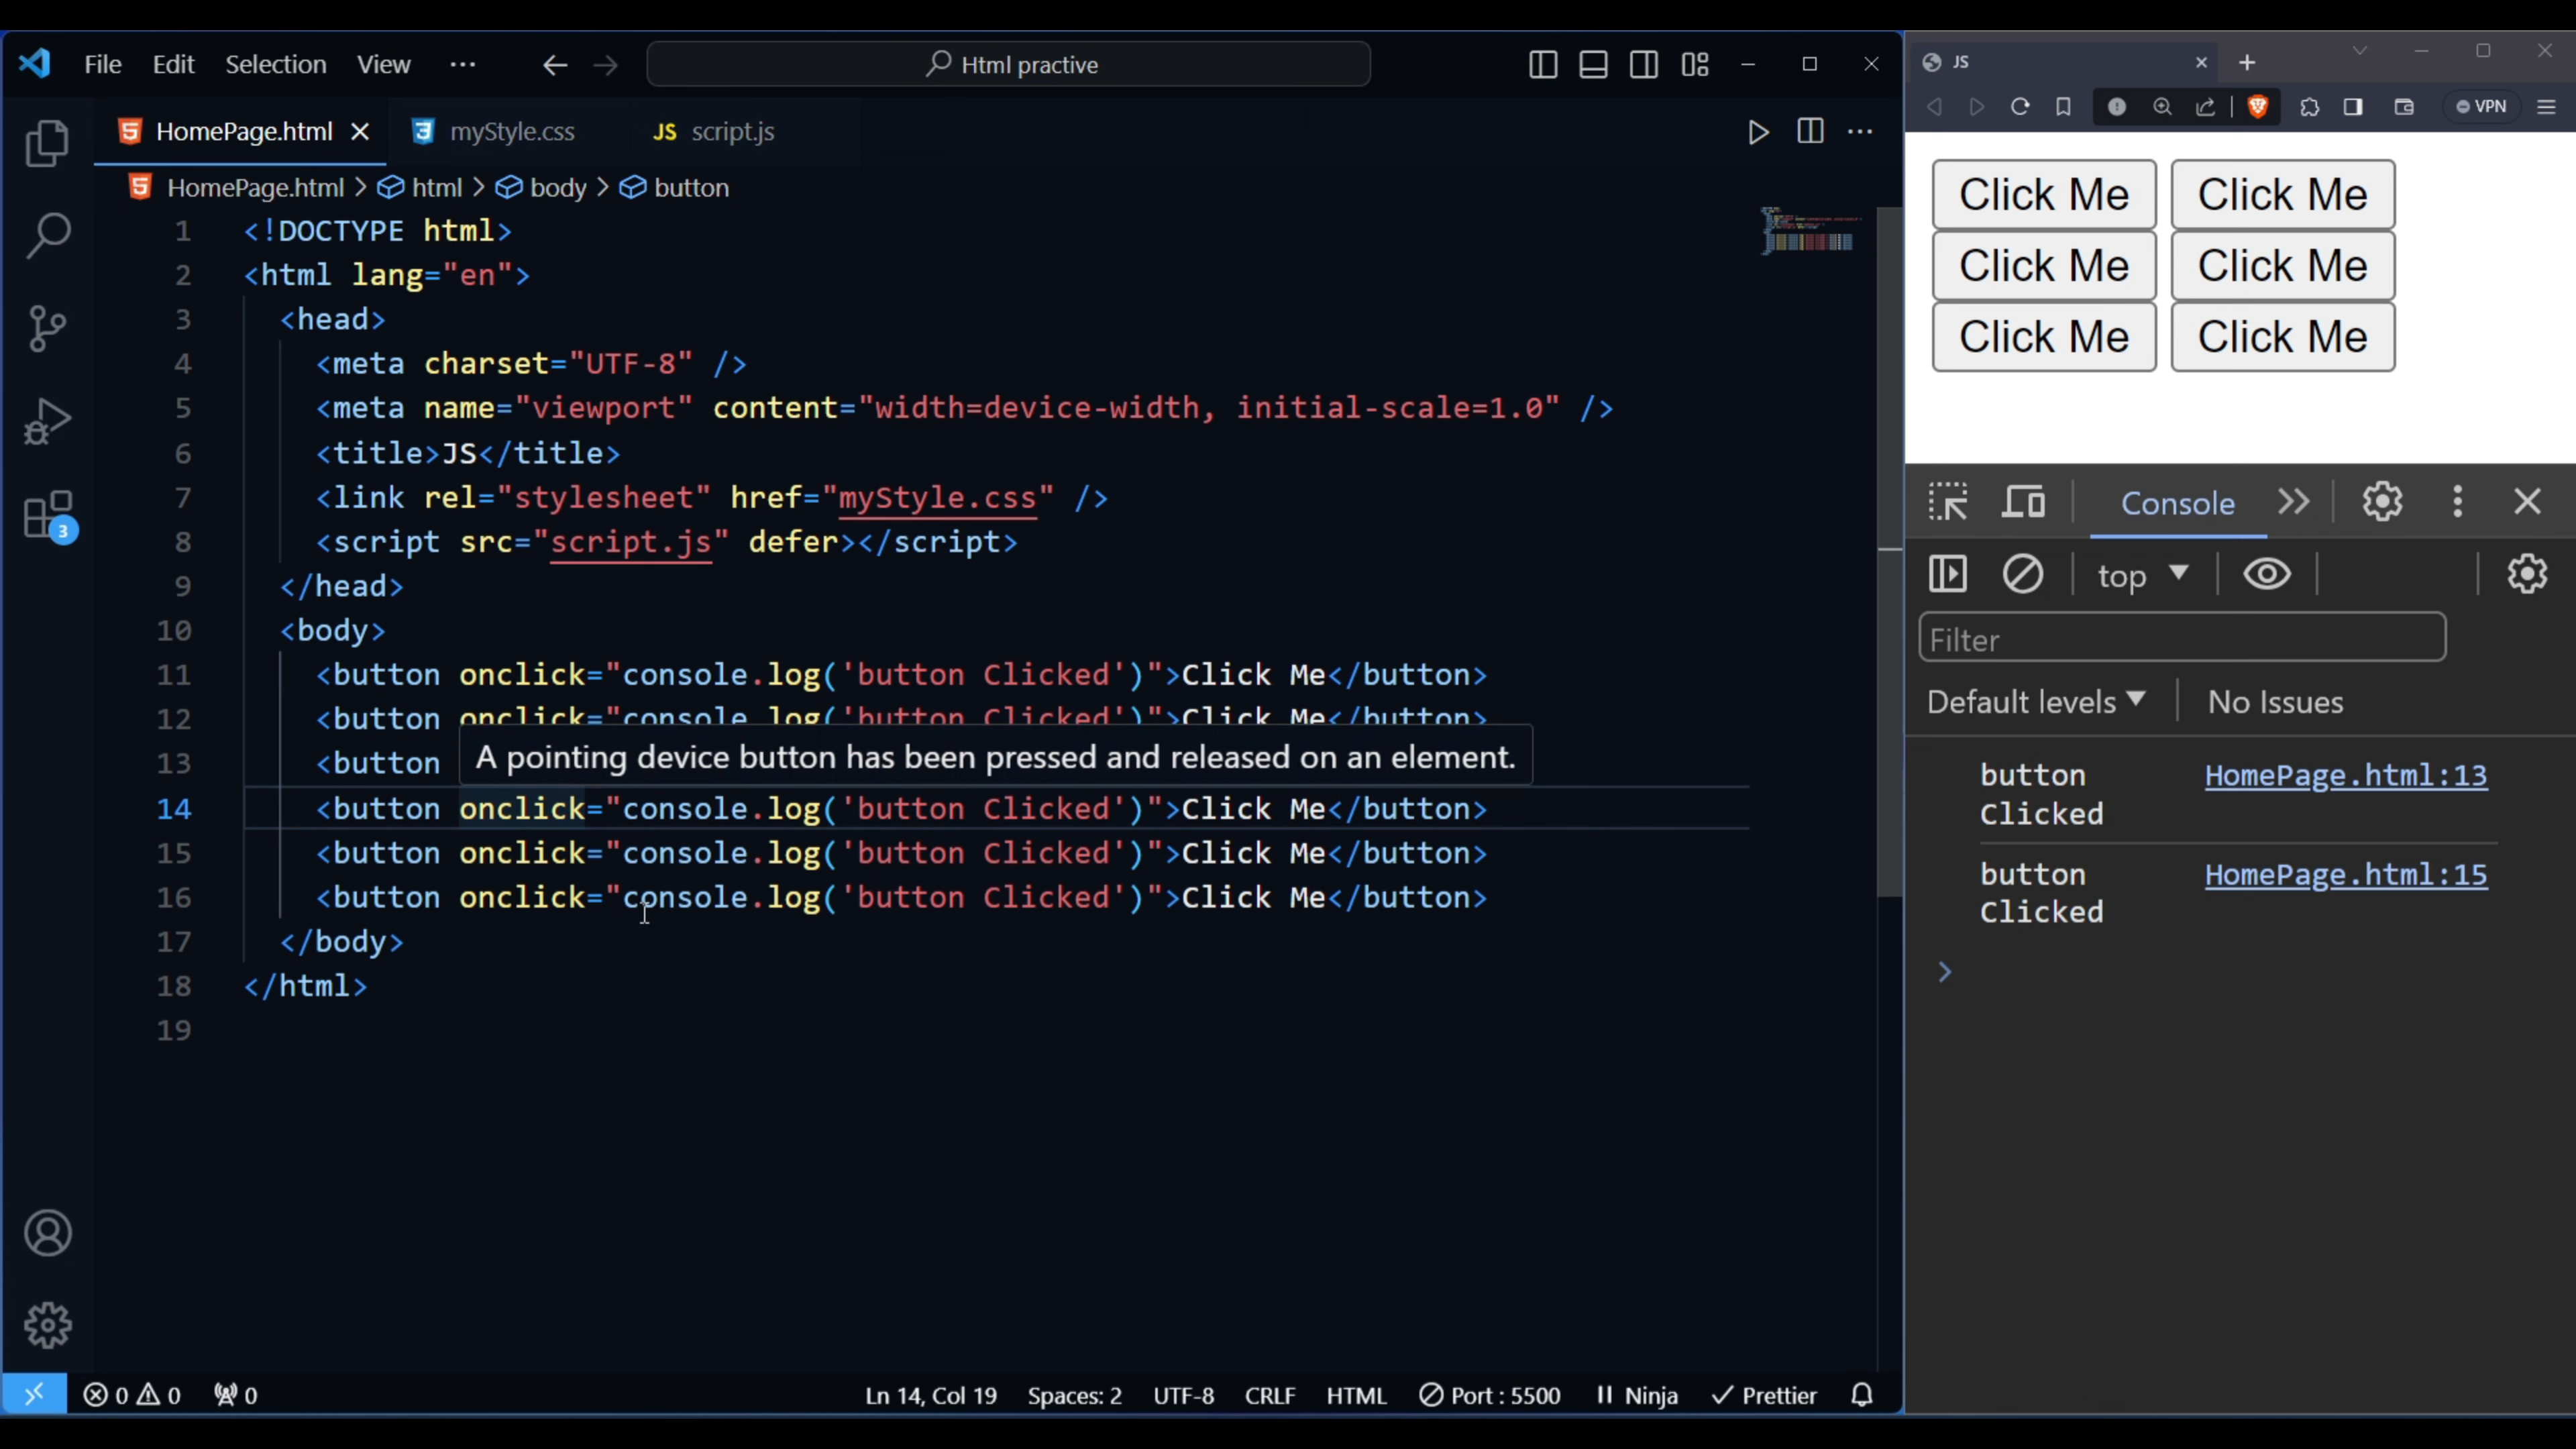 File Edit Selection View ··· Html practive
HomePage.html myStyle.css JS script.js
HomePage.html > html > body > button
1 <!DOCTYPE html>
2 <html lang="en">
3 <head>
4 <meta charset="UTF-8" />
5 <meta name="viewport" content="width=device-width, initial-scale=1.0" />
6 <title>JS</title>
7 <link rel="stylesheet" href="myStyle.css" />
8 <script src="script.js" defer></script>
9 </head>
10 <body>
11 <button onclick="console.log('button Clicked')">Click Me</button>
12 <button onclick="console.log('button Clicked')">Click Me</button>
A pointing device button has been pressed and released on an element.
13 <button
14 <button onclick="console.log('button Clicked')">Click Me</button>
15 <button onclick="console.log('button Clicked')">Click Me</button>
16 <button onclick="console.log('button Clicked')">Click Me</button>
17 </body>
18 </html>
19
3
0 0 0 Ln 14, Col 19 Spaces: 2 UTF-8 CRLF HTML Port : 5500 Ninja Prettier
JS
VPN
Click Me Click Me
Click Me Click Me
Click Me Click Me
Console
top
Filter
Default levels No Issues
button HomePage.html:13
Clicked
button HomePage.html:15
Clicked